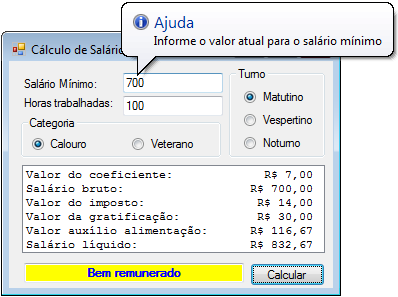 Ajuda
Informe o valor atual para o salário mínimo
Cálculo de Salário
Salário Mínimo: 700
Horas trabalhadas: 100
Categoria
Calouro Veterano
Turno
Matutino
Vespertino
Noturno
Valor do coeficiente: R$ 7,00
Salário bruto: R$ 700,00
Valor do imposto: R$ 14,00
Valor da gratificação: R$ 30,00
Valor auxílio alimentação: R$ 116,67
Salário líquido: R$ 832,67
Bem remunerado
Calcular